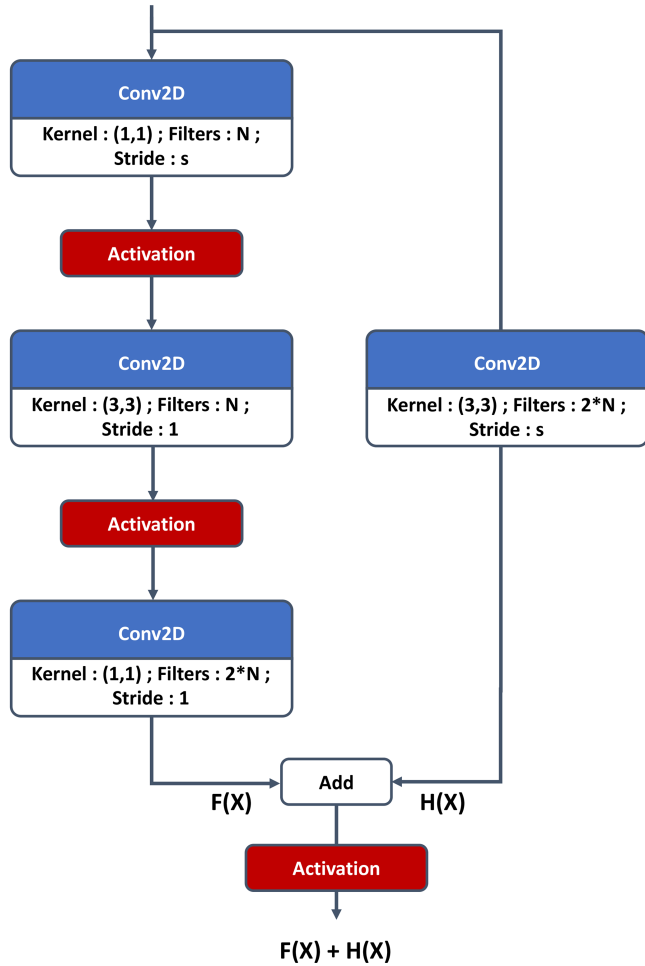 Conv2D
Kernel : (1,1) ; Filters : N ;
Stride : s
Activation
Conv2D
Kernel : (3,3) ; Filters : N ;
Stride : 1
Conv2D
Kernel : (3,3) ; Filters : 2*N ;
Stride : s
Activation
Conv2D
Kernel : (1,1) ; Filters : 2*N ;
Stride : 1
Add
F(X)
H(X)
Activation
F(X) + H(X)